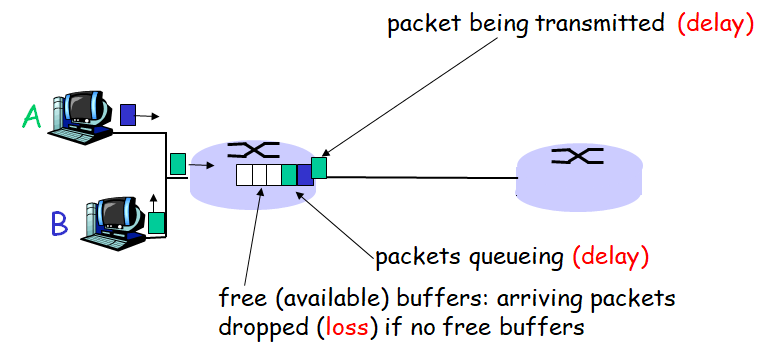 packet being transmitted (delay)
A
B
packets queueing (delay)
free (available) buffers: arriving packets
dropped (loss) if no free buffers